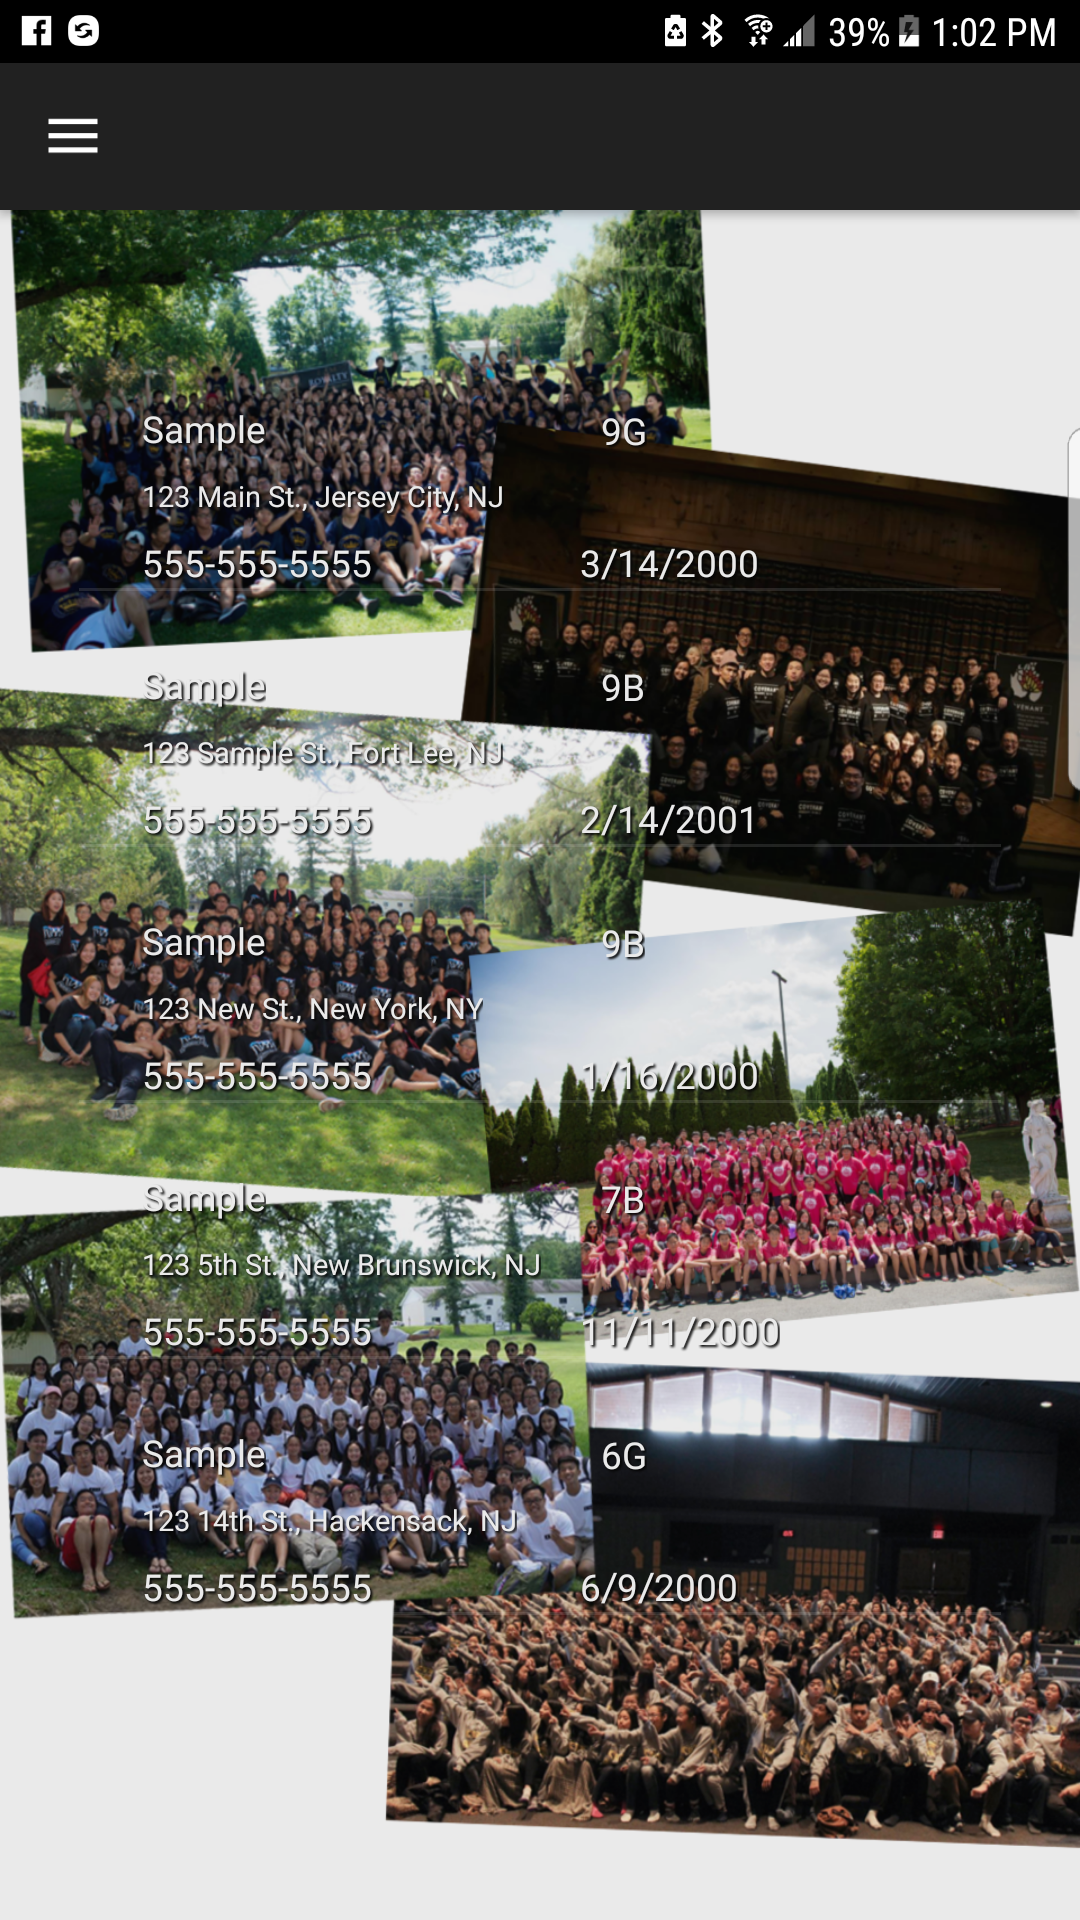 39% 1:02 PM
ROYALTY
Sample 9G
123 Main St., Jersey City, NJ
555-555-5555 3/14/2000
COVENANT
Sample 9B
123 Sample St., Fort Lee, NJ
555-555-5555 2/14/2001
Sample 9B
123 New St., New York, NY
555-555-5555 1/16/2000
Sample 7B
123 5th St., New Brunswick, NJ
555-555-5555 11/11/2000
Sample 6G
123 14th St., Hackensack, NJ
555-555-5555 6/9/2000